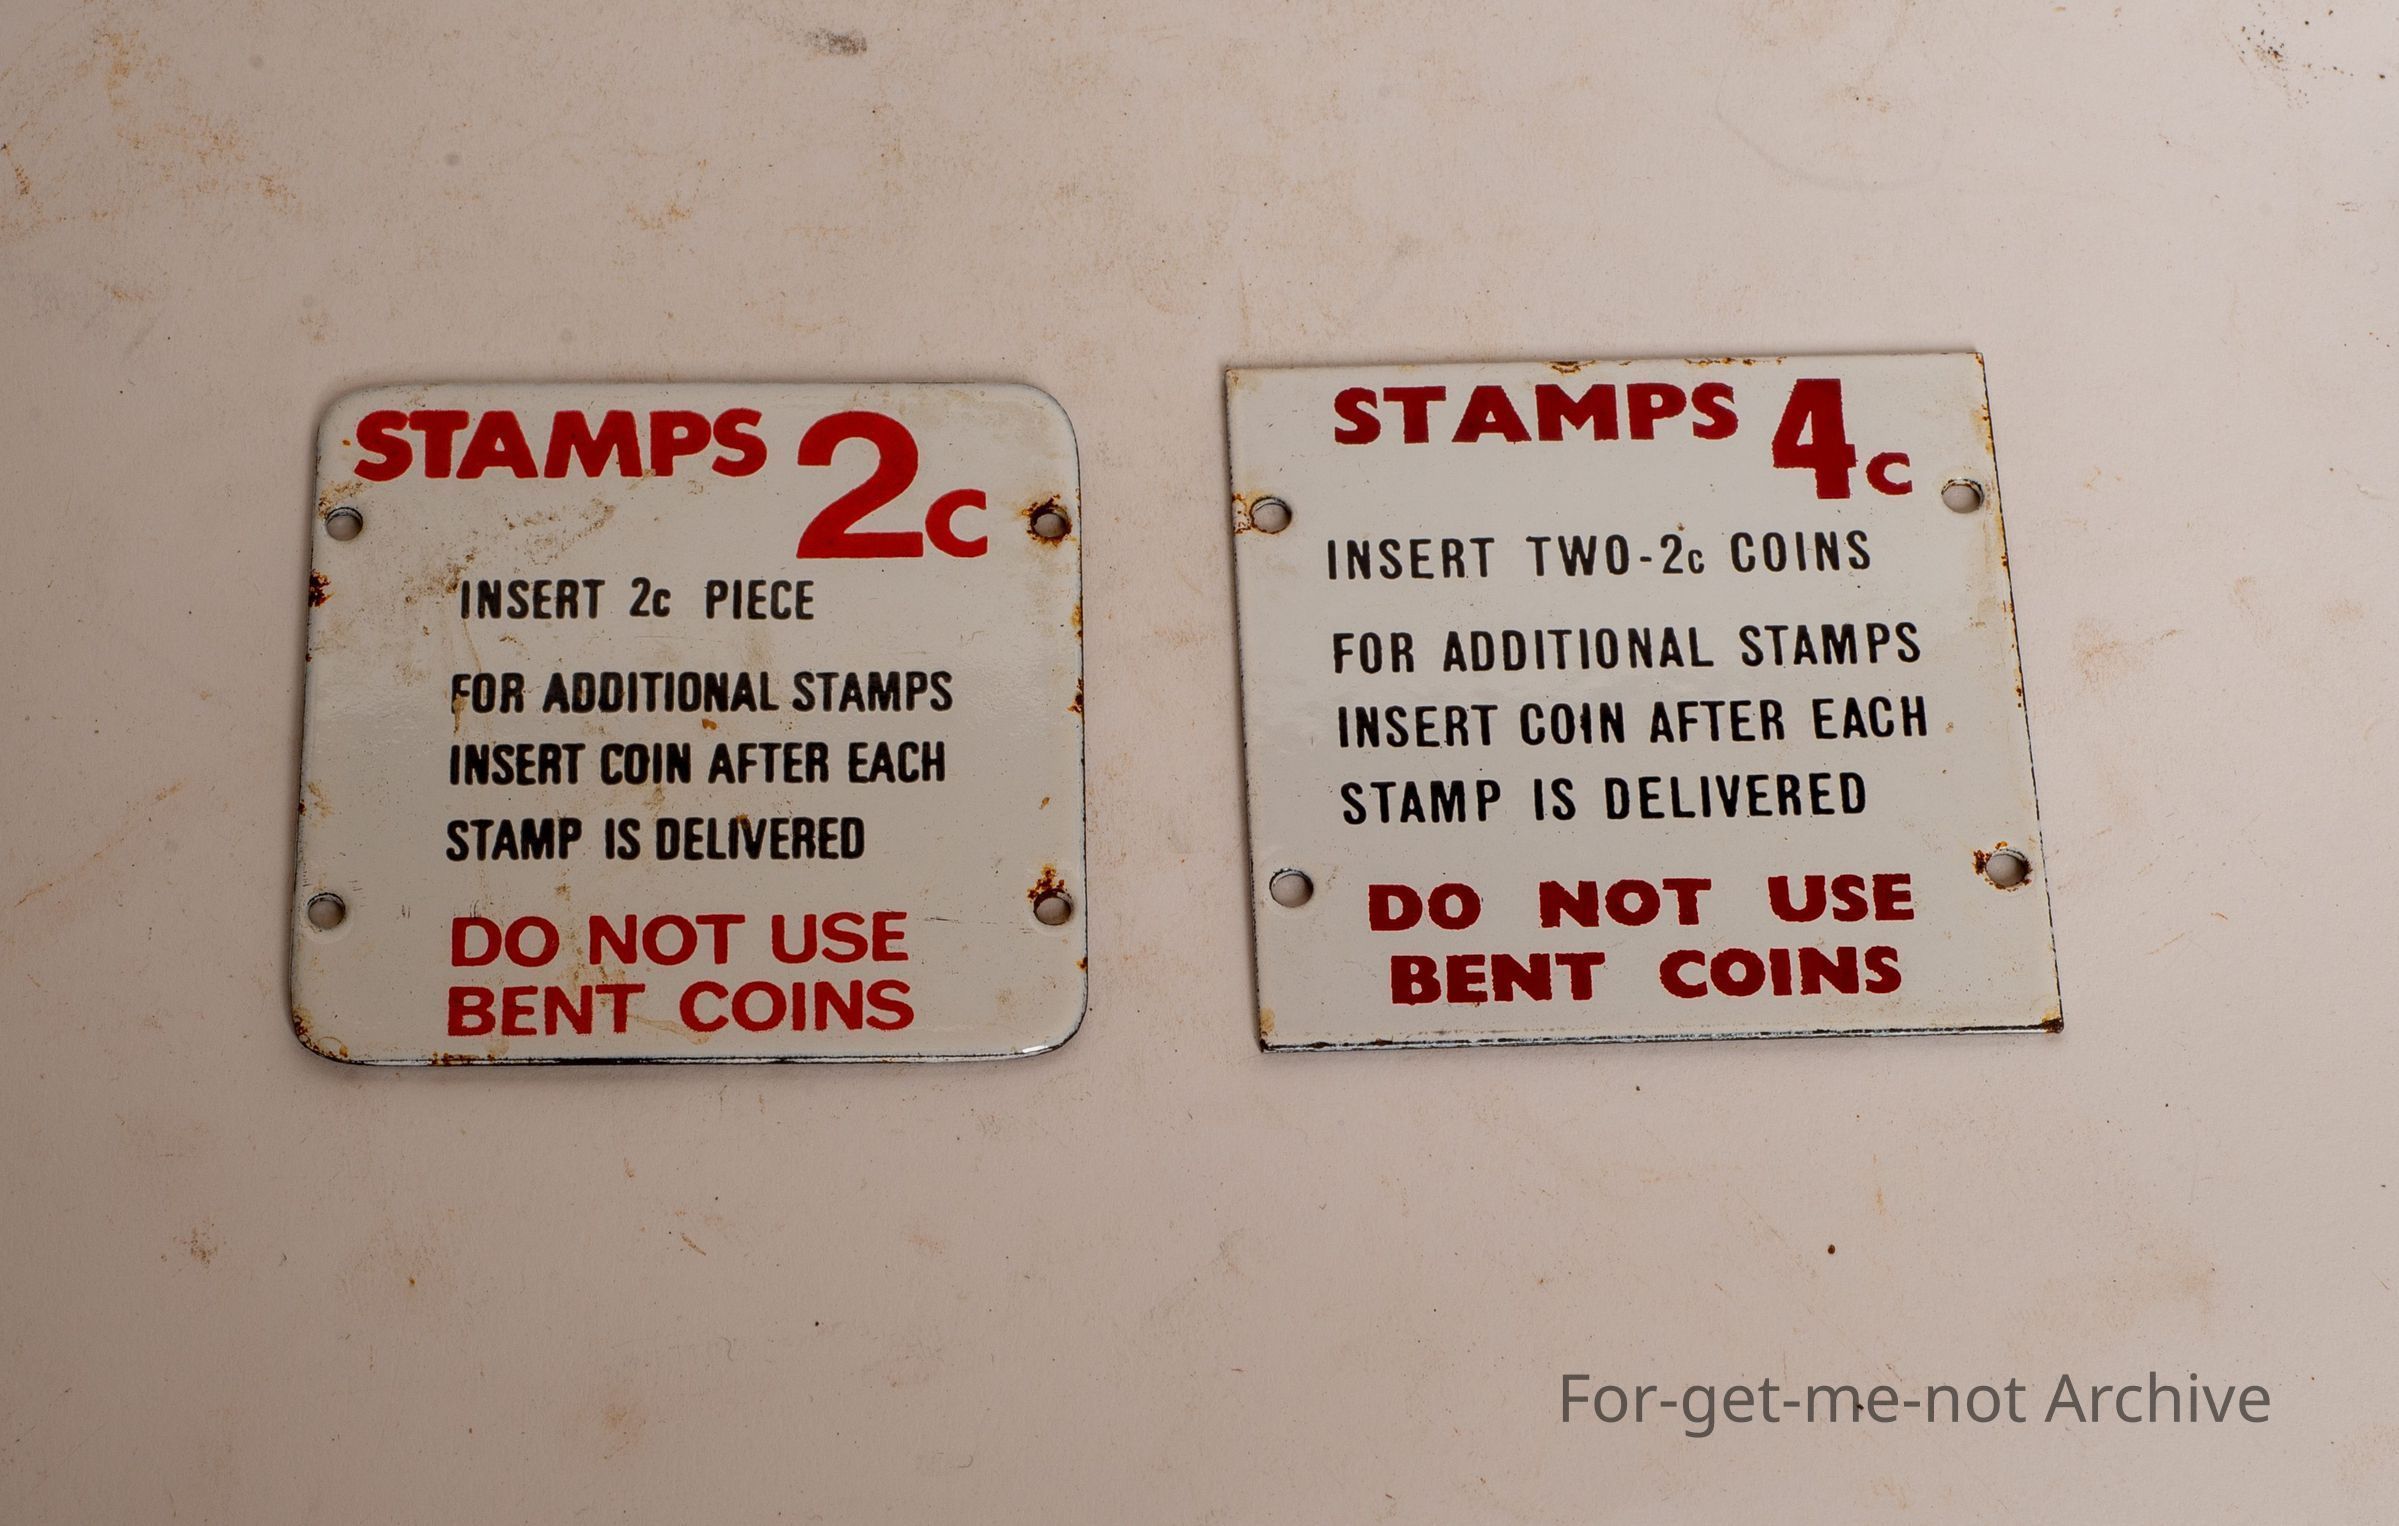 STAMPS 2c
INSERT 2c PIECE
FOR ADDITIONAL STAMPS
INSERT COIN AFTER EACH
STAMP IS DELIVERED
DO NOT USE
BENT COINS
STAMPS 4c
INSERT TWO-2c COINS
FOR ADDITIONAL STAMPS
INSERT COIN AFTER EACH
STAMP IS DELIVERED
DO NOT USE
BENT COINS
For-get-me-not Archive